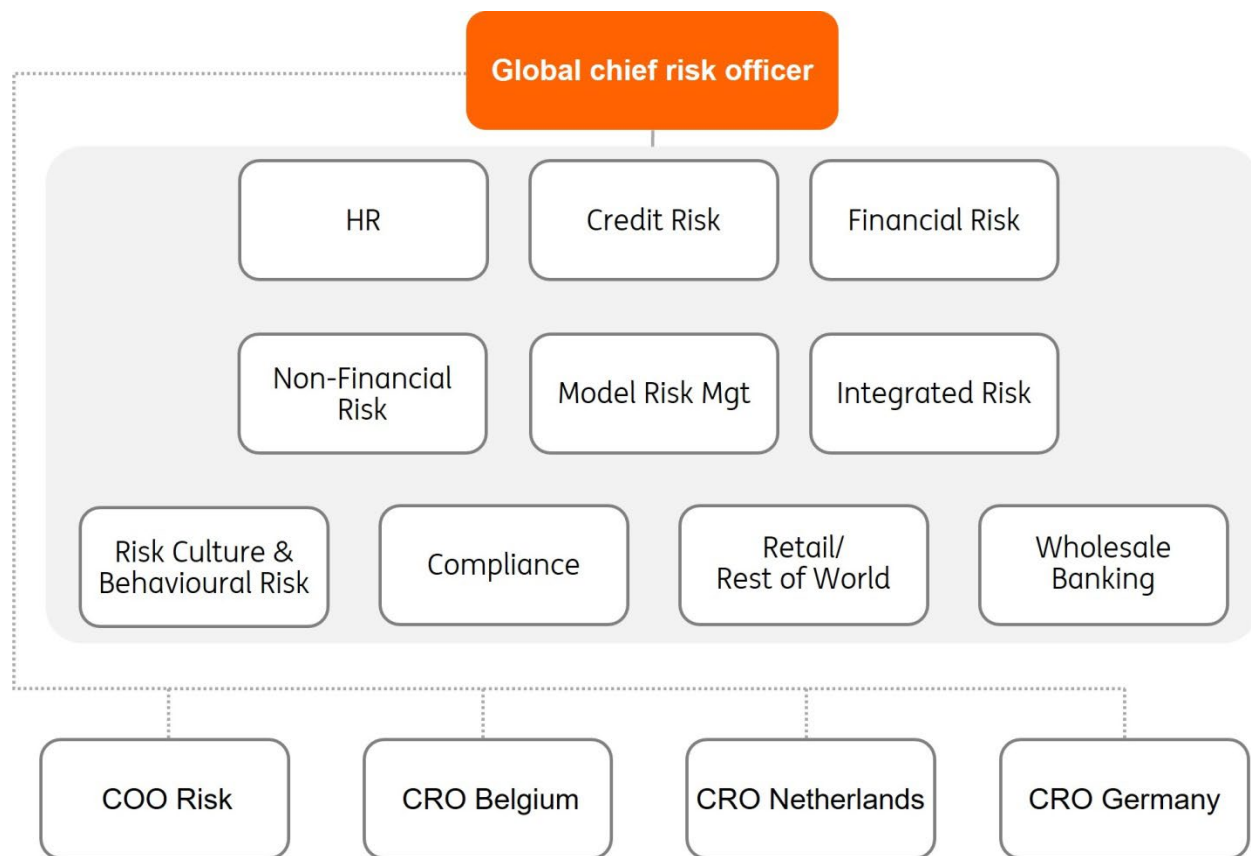 Global chief risk officer
HR
Credit Risk
Financial Risk
Non-Financial
Risk
Model Risk Mgt
Integrated Risk
Risk Culture &
Behavioural Risk
Compliance
Retail/
Rest of World
Wholesale
Banking
COO Risk
CRO Belgium
CRO Netherlands
CRO Germany